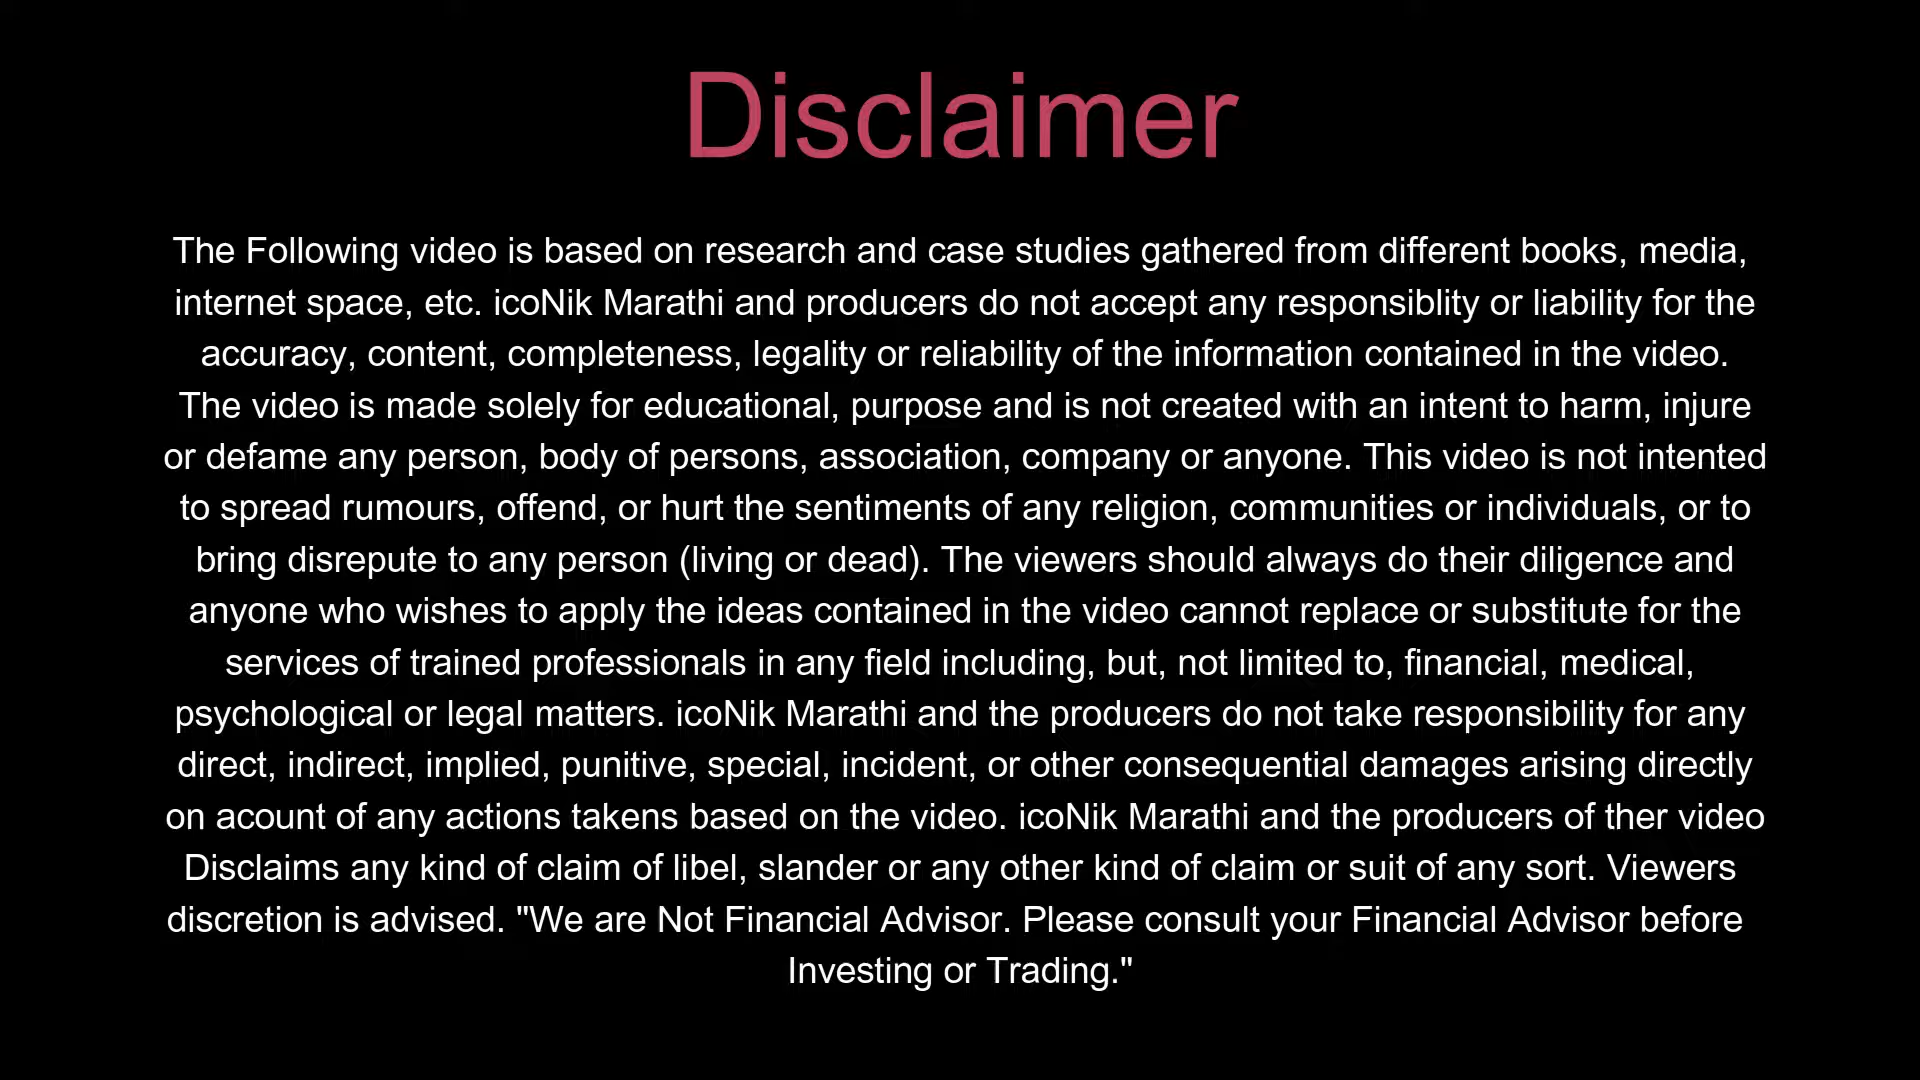 Disclaimer
The Following video is based on research and case studies gathered from different books, media,
internet space, etc. icoNik Marathi and producers do not accept any responsiblity or liability for the
accuracy, content, completeness, legality or reliability of the information contained in the video.
The video is made solely for educational, purpose and is not created with an intent to harm, injure
or defame any person, body of persons, association, company or anyone. This video is not intented
to spread rumours, offend, or hurt the sentiments of any religion, communities or individuals, or to
bring disrepute to any person (living or dead). The viewers should always do their diligence and
anyone who wishes to apply the ideas contained in the video cannot replace or substitute for the
services of trained professionals in any field including, but, not limited to, financial, medical,
psychological or legal matters. icoNik Marathi and the producers do not take responsibility for any
direct, indirect, implied, punitive, special, incident, or other consequential damages arising directly
on acount of any actions takens based on the video. icoNik Marathi and the producers of ther video
Disclaims any kind of claim of libel, slander or any other kind of claim or suit of any sort. Viewers
discretion is advised. "We are Not Financial Advisor. Please consult your Financial Advisor before
Investing or Trading."